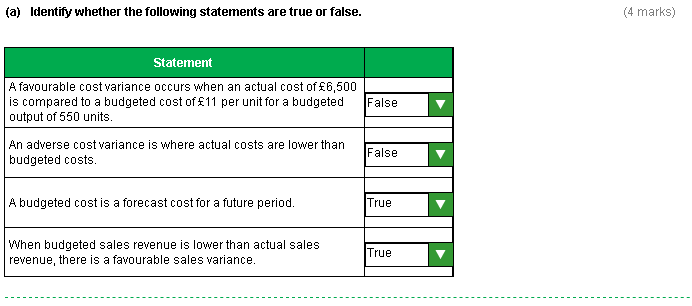 (a) Identify whether the following statements are true or false.
(4 marks)
Statement
A favourable cost variance occurs when an actual cost of £6,500
is compared to a budgeted cost of £11 per unit for a budgeted
output of 550 units.
False
An adverse cost variance is where actual costs are lower than
budgeted costs.
False
A budgeted cost is a forecast cost for a future period.
True
When budgeted sales revenue is lower than actual sales
revenue, there is a favourable sales variance.
True